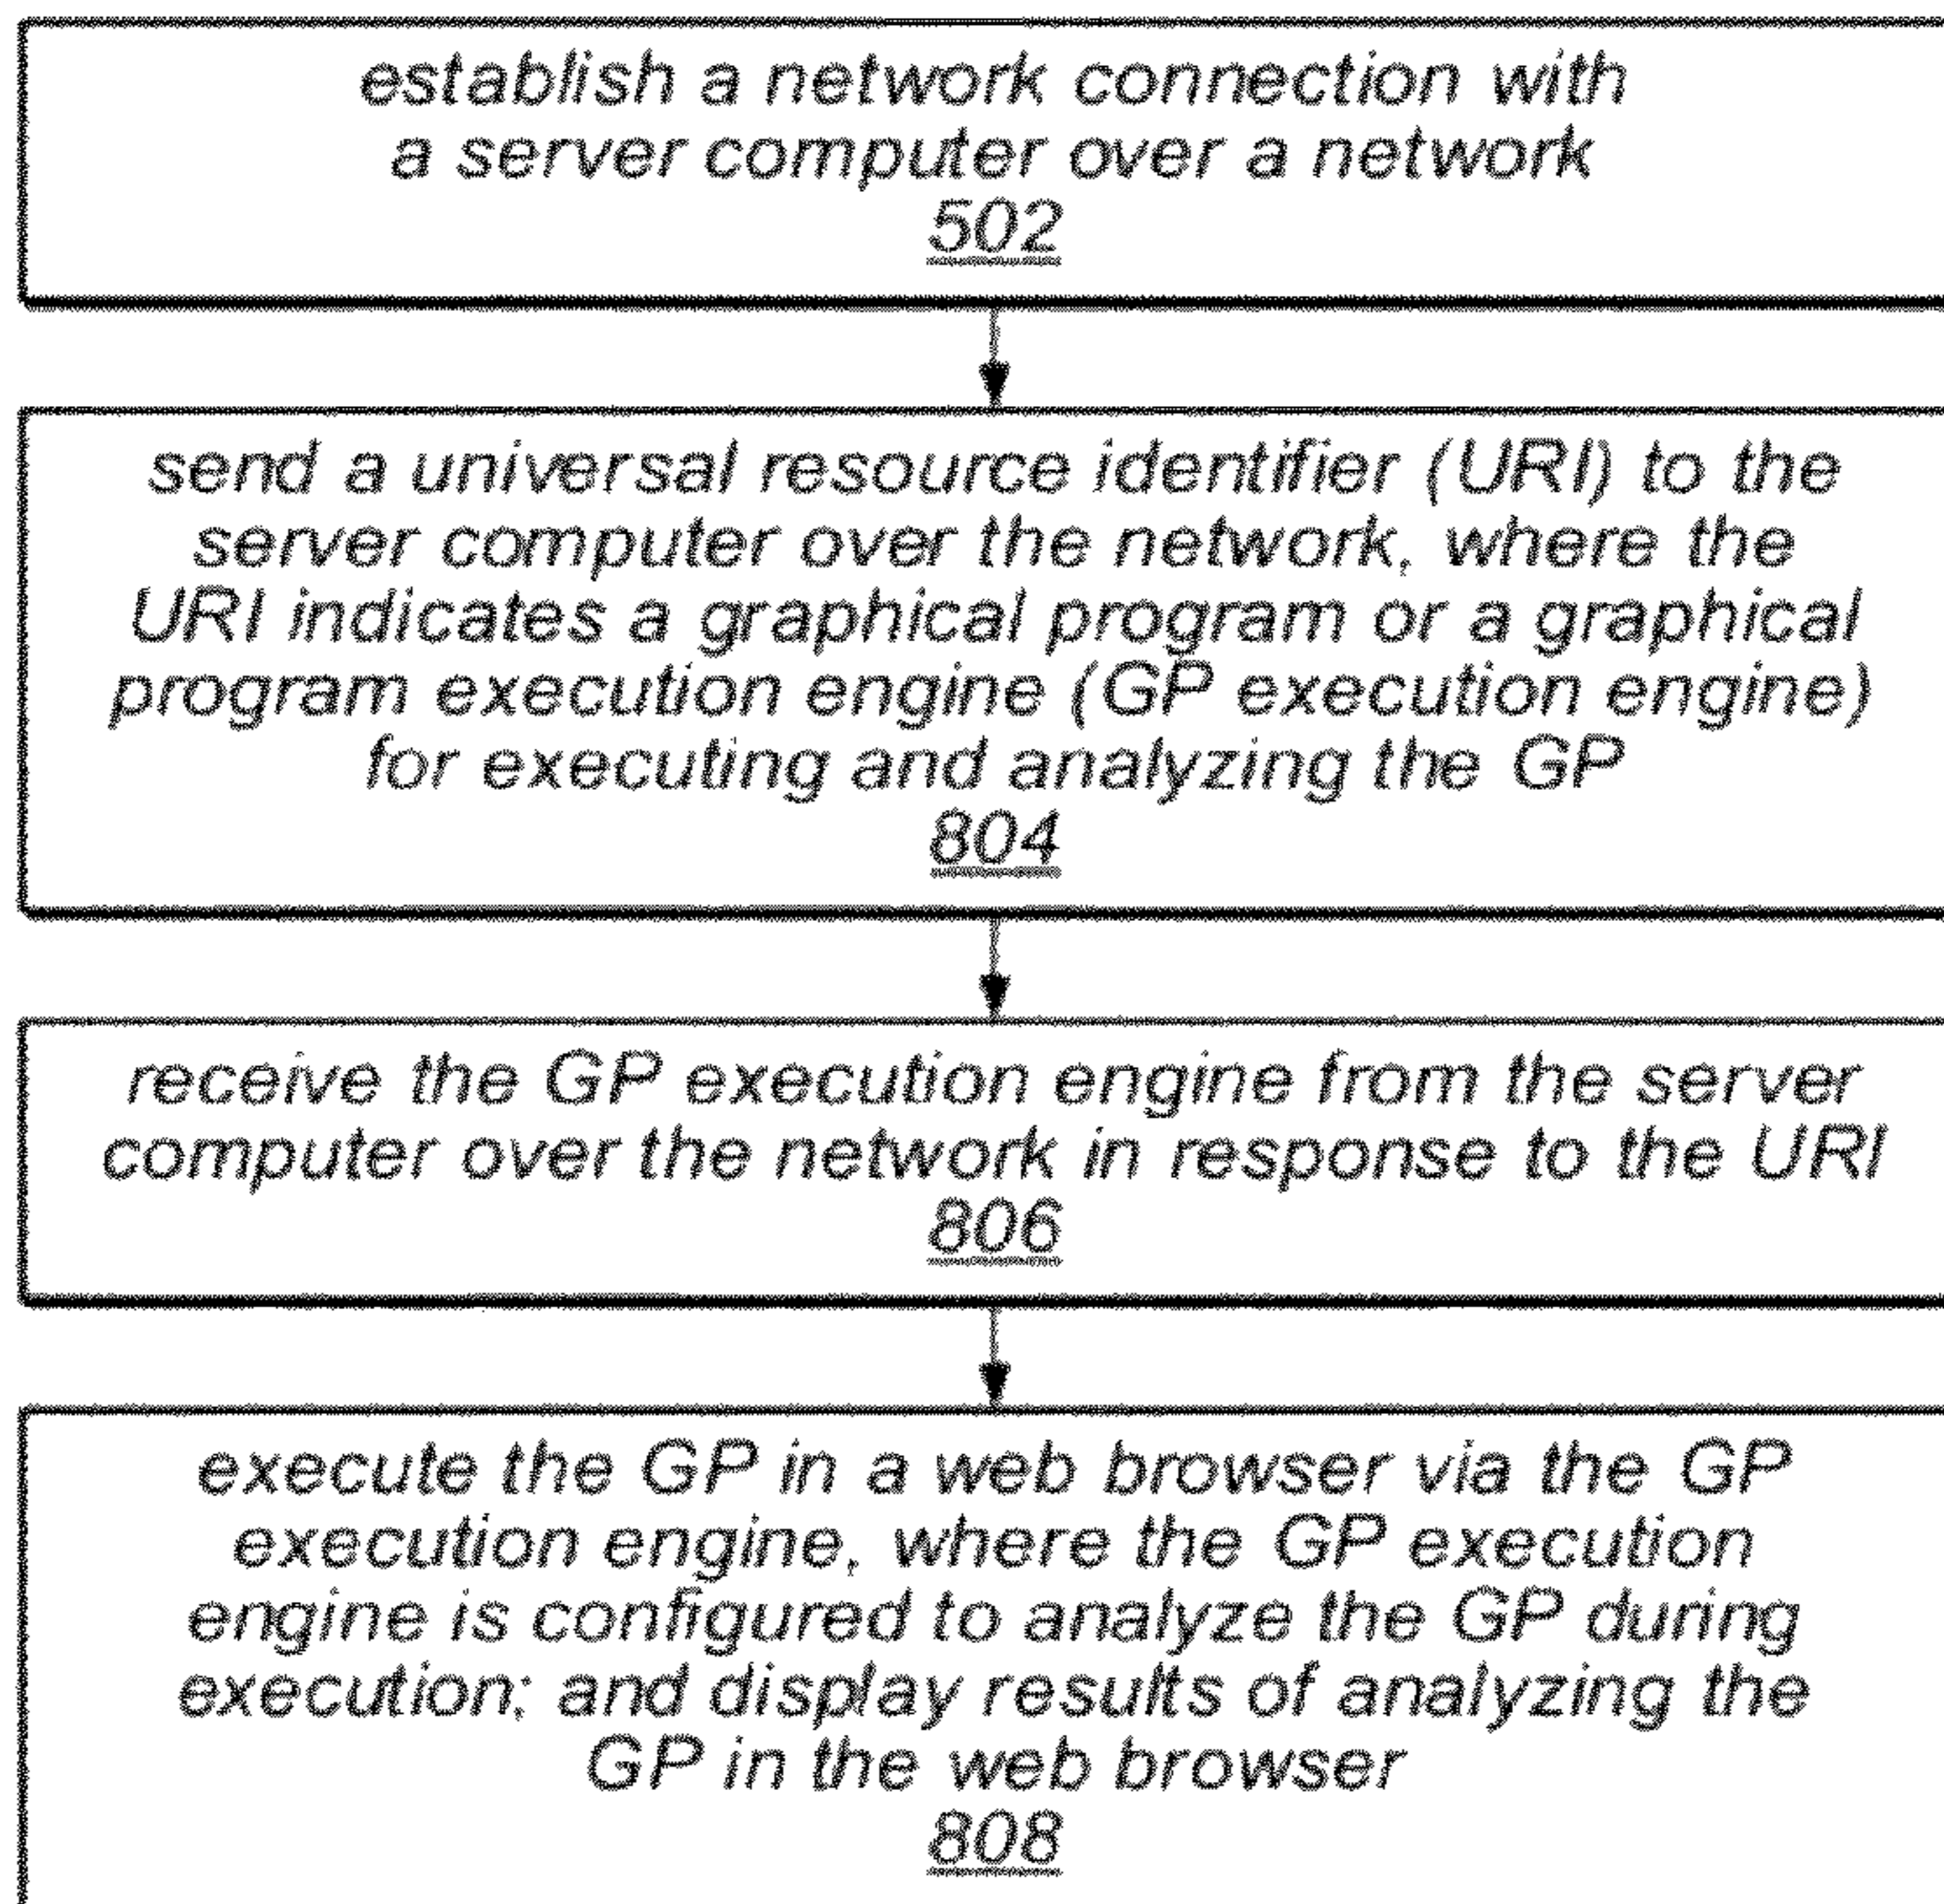 establish a network connection with
a server computer over a network
502
send a universal resource identifier (URI) to the
server computer over the network, where the
URI indicates a graphical program or a graphical
program execution engine (GP execution engine)
for executing and analyzing the GP
804
receive the GP execution engine from the server
computer over the network in response to the URI
806
execute the GP in a web browser via the GP
execution engine, where the GP execution
engine is configured to analyze the GP during
execution; and display results of analyzing the
GP in the web browser
808